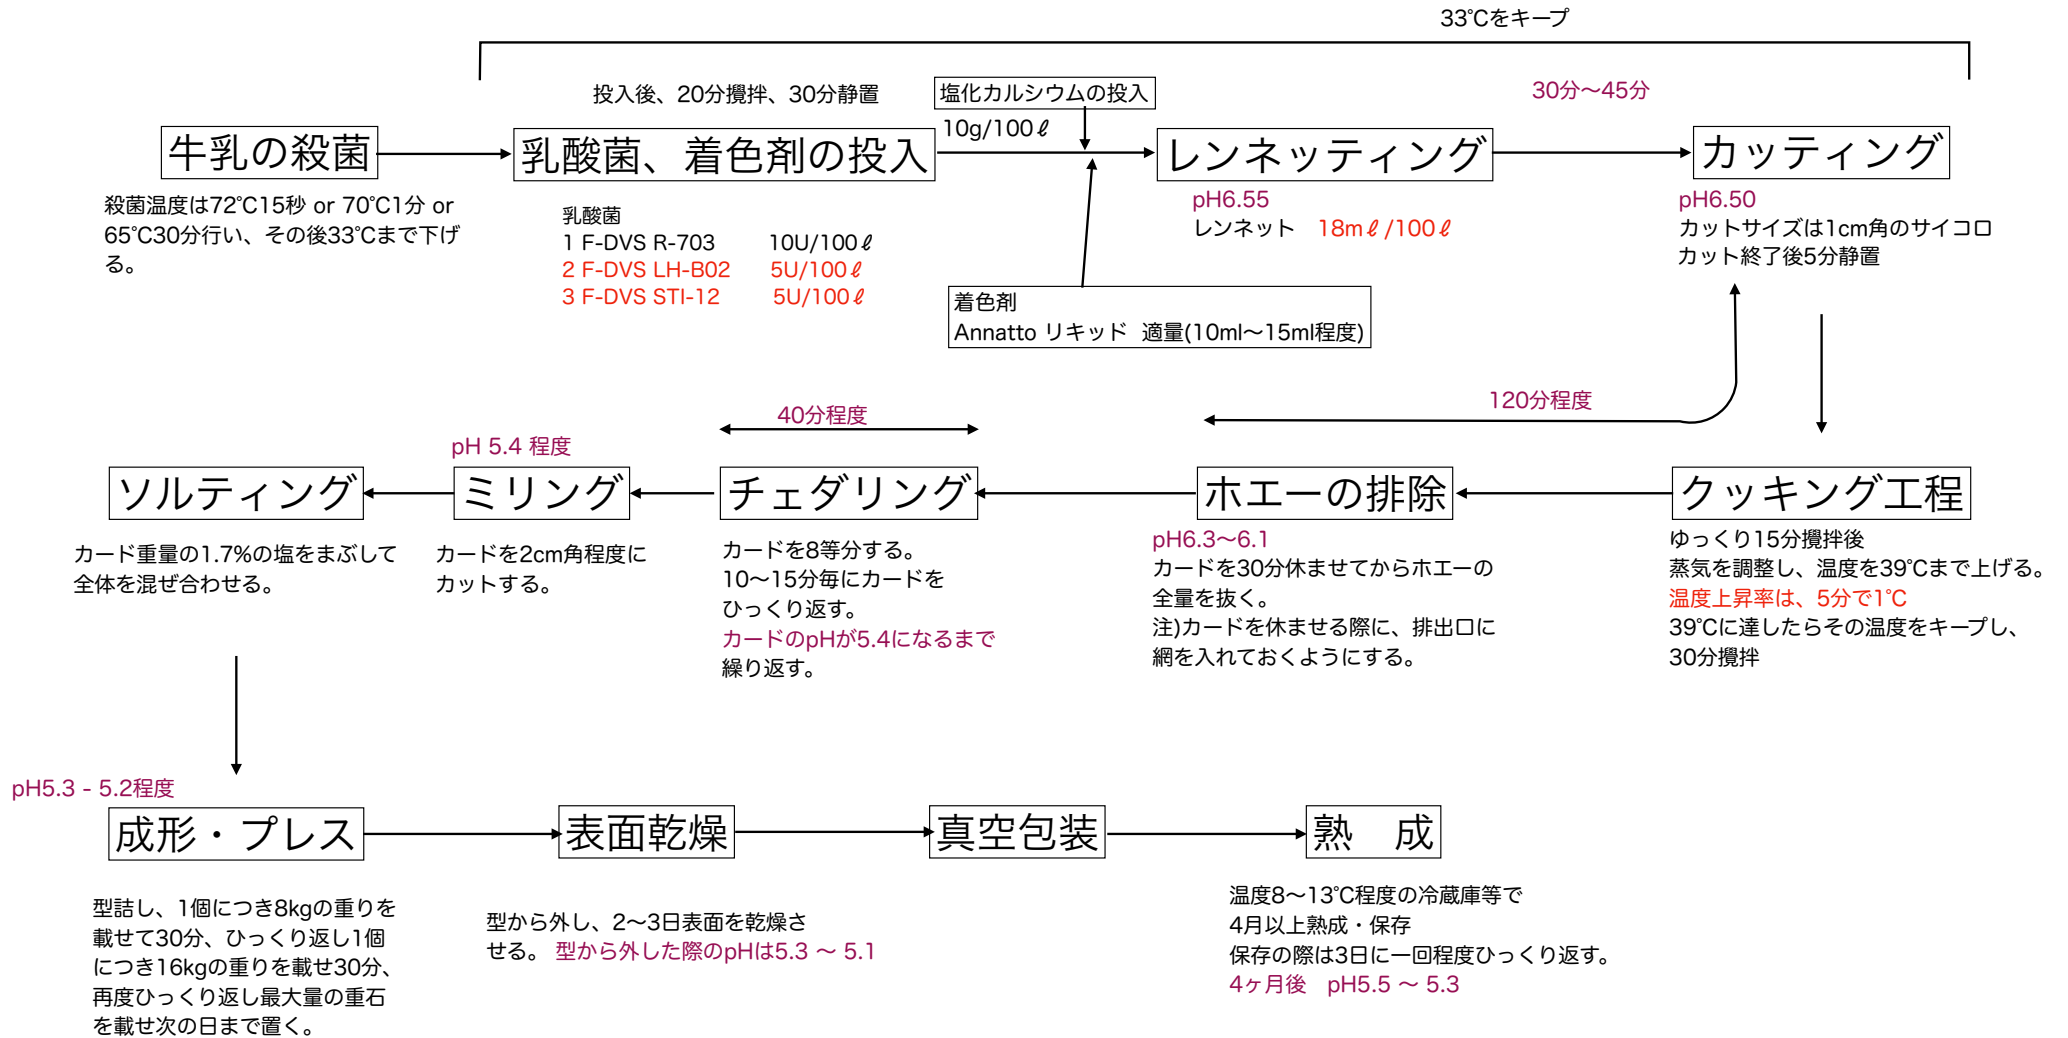 33℃をキープ
投入後、20分攪拌、30分静置
塩化カルシウムの投入
10g/100ℓ
30分〜45分
牛乳の殺菌
乳酸菌、着色剤の投入
レンネッティング
カッティング
殺菌温度は72℃15秒 or 70℃1分 or
65℃30分行い、その後33℃まで下げ
る。
乳酸菌
1 F-DVS R-703 10U/100ℓ
2 F-DVS LH-B02 5U/100ℓ
3 F-DVS STI-12 5U/100ℓ
着色剤
Annatto リキッド 適量(10ml〜15ml程度)
pH6.55
レンネット 18mℓ/100ℓ
pH6.50
カットサイズは1cm角のサイコロ
カット終了後5分静置
120分程度
40分程度
pH 5.4 程度
ソルティング
ミリング
チェダリング
ホエーの排除
クッキング工程
カード重量の1.7%の塩をまぶして
全体を混ぜ合わせる。
カードを2cm角程度に
カットする。
カードを8等分する。
10〜15分毎にカードを
ひっくり返す。
カードのpHが5.4になるまで
繰り返す。
pH6.3〜6.1
カードを30分休ませてからホエーの
全量を抜く。
注)カードを休ませる際に、排出口に
網を入れておくようにする。
ゆっくり15分攪拌後
蒸気を調整し、温度を39℃まで上げる。
温度上昇率は、5分で1℃
39℃に達したらその温度をキープし、
30分攪拌
pH5.3 - 5.2程度
成形・プレス
表面乾燥
真空包装
熟 成
型詰し、1個につき8kgの重りを
載せて30分、ひっくり返し1個
につき16kgの重りを載せ30分、
再度ひっくり返し最大量の重石
を載せ次の日まで置く。
型から外し、2〜3日表面を乾燥さ
せる。 型から外した際のpHは5.3 〜 5.1
温度8〜13℃程度の冷蔵庫等で
4月以上熟成・保存
保存の際は3日に一回程度ひっくり返す。
4ヶ月後 pH5.5 〜 5.3